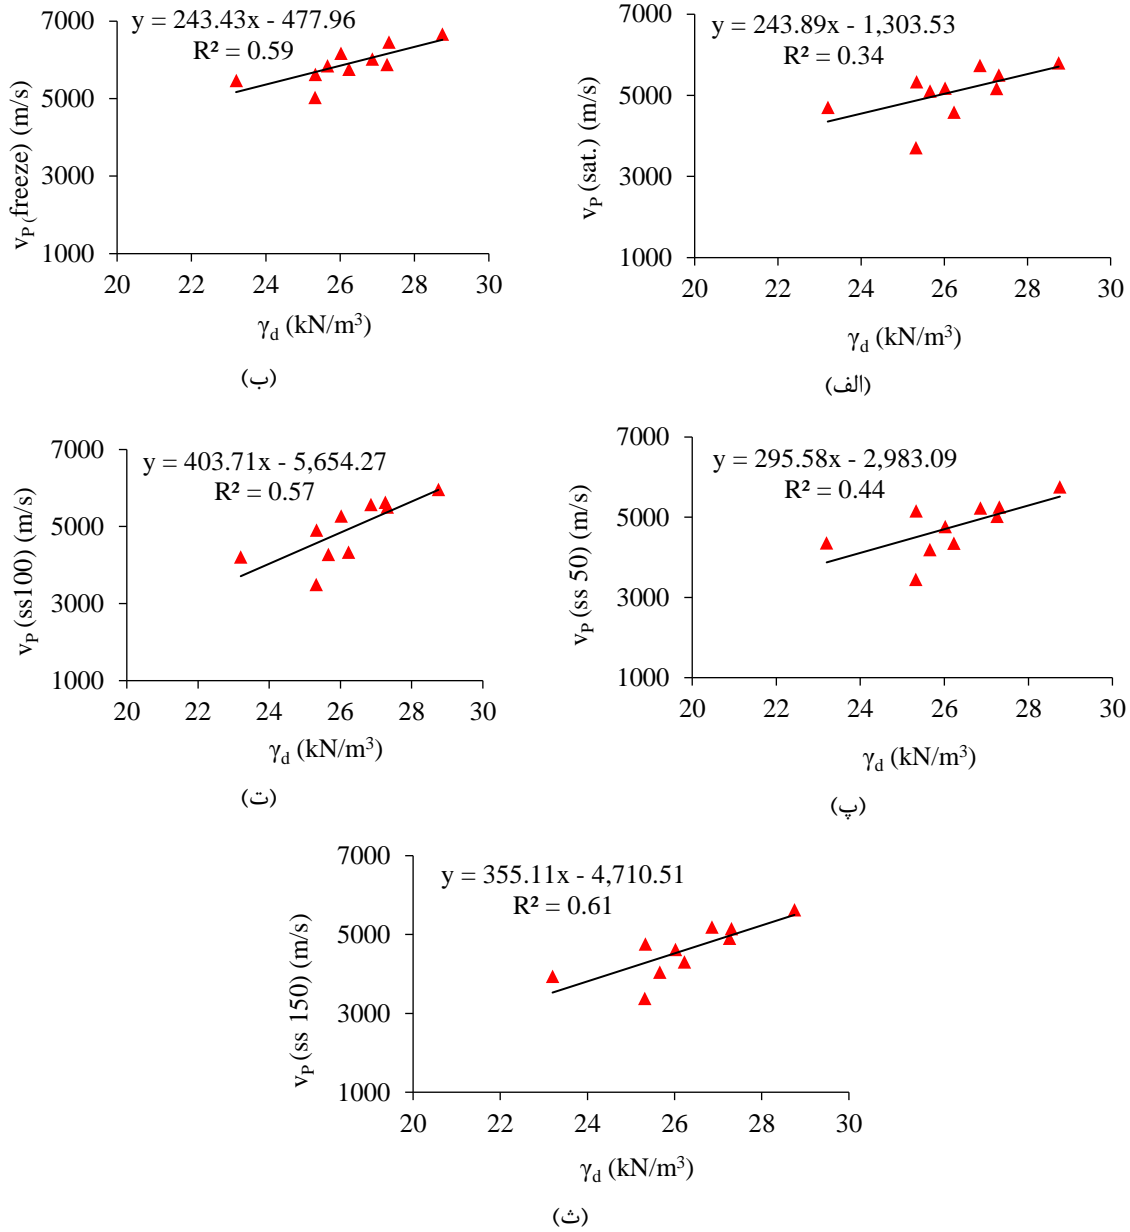 7000
5000
3000
1000
20
22
24
26
28
30
y = 243.89x - 1,303.53
R² = 0.34
vP (sat.) (m/s)
γd (kN/m³)
(الف)
7000
5000
3000
1000
20
22
24
26
28
30
y = 243.43x - 477.96
R² = 0.59
vP (freeze) (m/s)
γd (kN/m³)
(ب)
7000
5000
3000
1000
20
22
24
26
28
30
y = 295.58x - 2,983.09
R² = 0.44
vP (ss 50) (m/s)
γd (kN/m³)
(پ)
7000
5000
3000
1000
20
22
24
26
28
30
y = 403.71x - 5,654.27
R² = 0.57
vP (ss100) (m/s)
γd (kN/m³)
(ت)
7000
5000
3000
1000
20
22
24
26
28
30
y = 355.11x - 4,710.51
R² = 0.61
vP (ss 150) (m/s)
γd (kN/m³)
(ث)